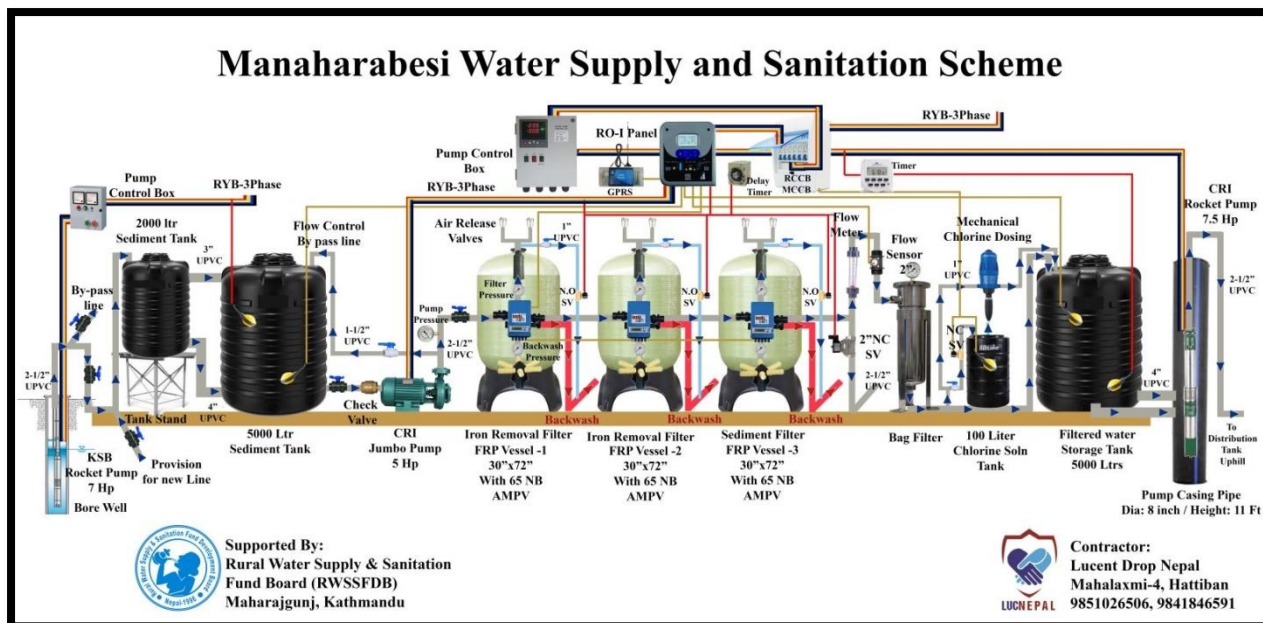 Manaharabesi Water Supply and Sanitation Scheme
RYB-3Phase
RO-I Panel
Pump Control
Box
GPRS
Delay
Timer
RCCB
MCCB
Timer
Pump
Control Box
RYB-3Phase
RYB-3Phase
CRI
Rocket Pump
7.5 Hp
2000 ltr
Sediment Tank
3"
UPVC
Flow Control
By pass line
Air Release
Valves
1"
UPVC
Flow
Meter
Flow
Sensor
2"
Mechanical
Chlorine Dosing
1"
UPVC
By-pass
line
Filter
Pressure
N.O
SV
N.O
SV
N.O
SV
Pump
Pressure
2-1/2"
UPVC
1-1/2"
UPVC
Backwash
Pressure
2"NC
SV
2-1/2"
UPVC
NC
SV
4"
UPVC
2-1/2"
UPVC
2-1/2"
UPVC
4"
UPVC
Tank Stand
Check
Valve
Backwash
Backwash
Backwash
KSB
Rocket Pump
7 Hp
Bore Well
Provision
for new Line
5000 Ltr
Sediment Tank
CRI
Jumbo Pump
5 Hp
Iron Removal Filter
FRP Vessel -1
30"x72"
With 65 NB
AMPV
Iron Removal Filter
FRP Vessel -2
30"x72"
With 65 NB
AMPV
Sediment Filter
FRP Vessel -3
30"x72"
With 65 NB
AMPV
Bag Filter
100 Liter
Chlorine Soln
Tank
Filtered water
Storage Tank
5000 Ltrs
To
Distribution
Tank
Uphill
Pump Casing Pipe
Dia: 8 inch / Height: 11 Ft
Rural Water Supply & Sanitation Fund Development Board
Nepal-1996
Supported By:
Rural Water Supply & Sanitation
Fund Board (RWSSFDB)
Maharajgunj, Kathmandu
LUCNEPAL
Contractor:
Lucent Drop Nepal
Mahalaxmi-4, Hattiban
9851026506, 9841846591